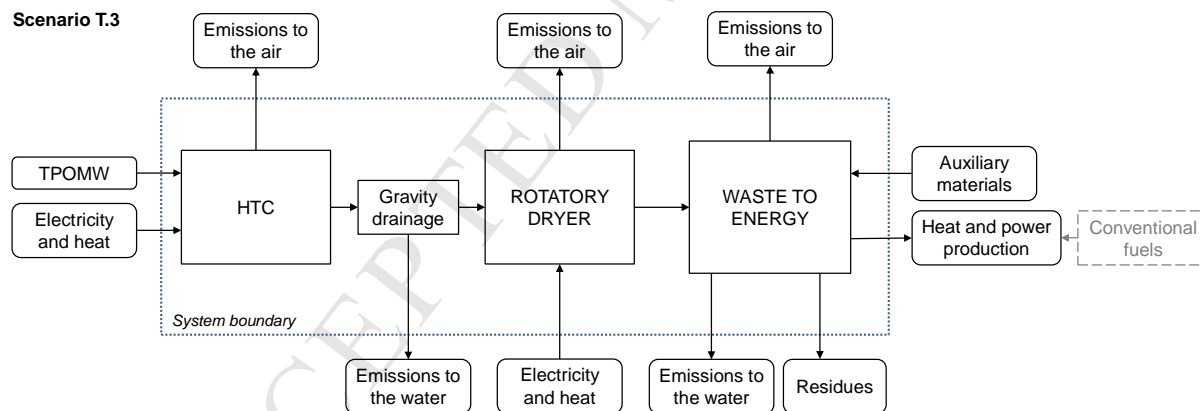 Scenario T.3
Emissions to
the air
Emissions to
the air
Emissions to
the air
TPOMW
Electricity
and heat
HTC
Gravity
drainage
ROTATORY
DRYER
WASTE TO
ENERGY
Auxiliary
materials
Heat and power
production
Conventional
fuels
System boundary
Emissions to
the water
Electricity
and heat
Emissions to
the water
Residues
CEPTED M